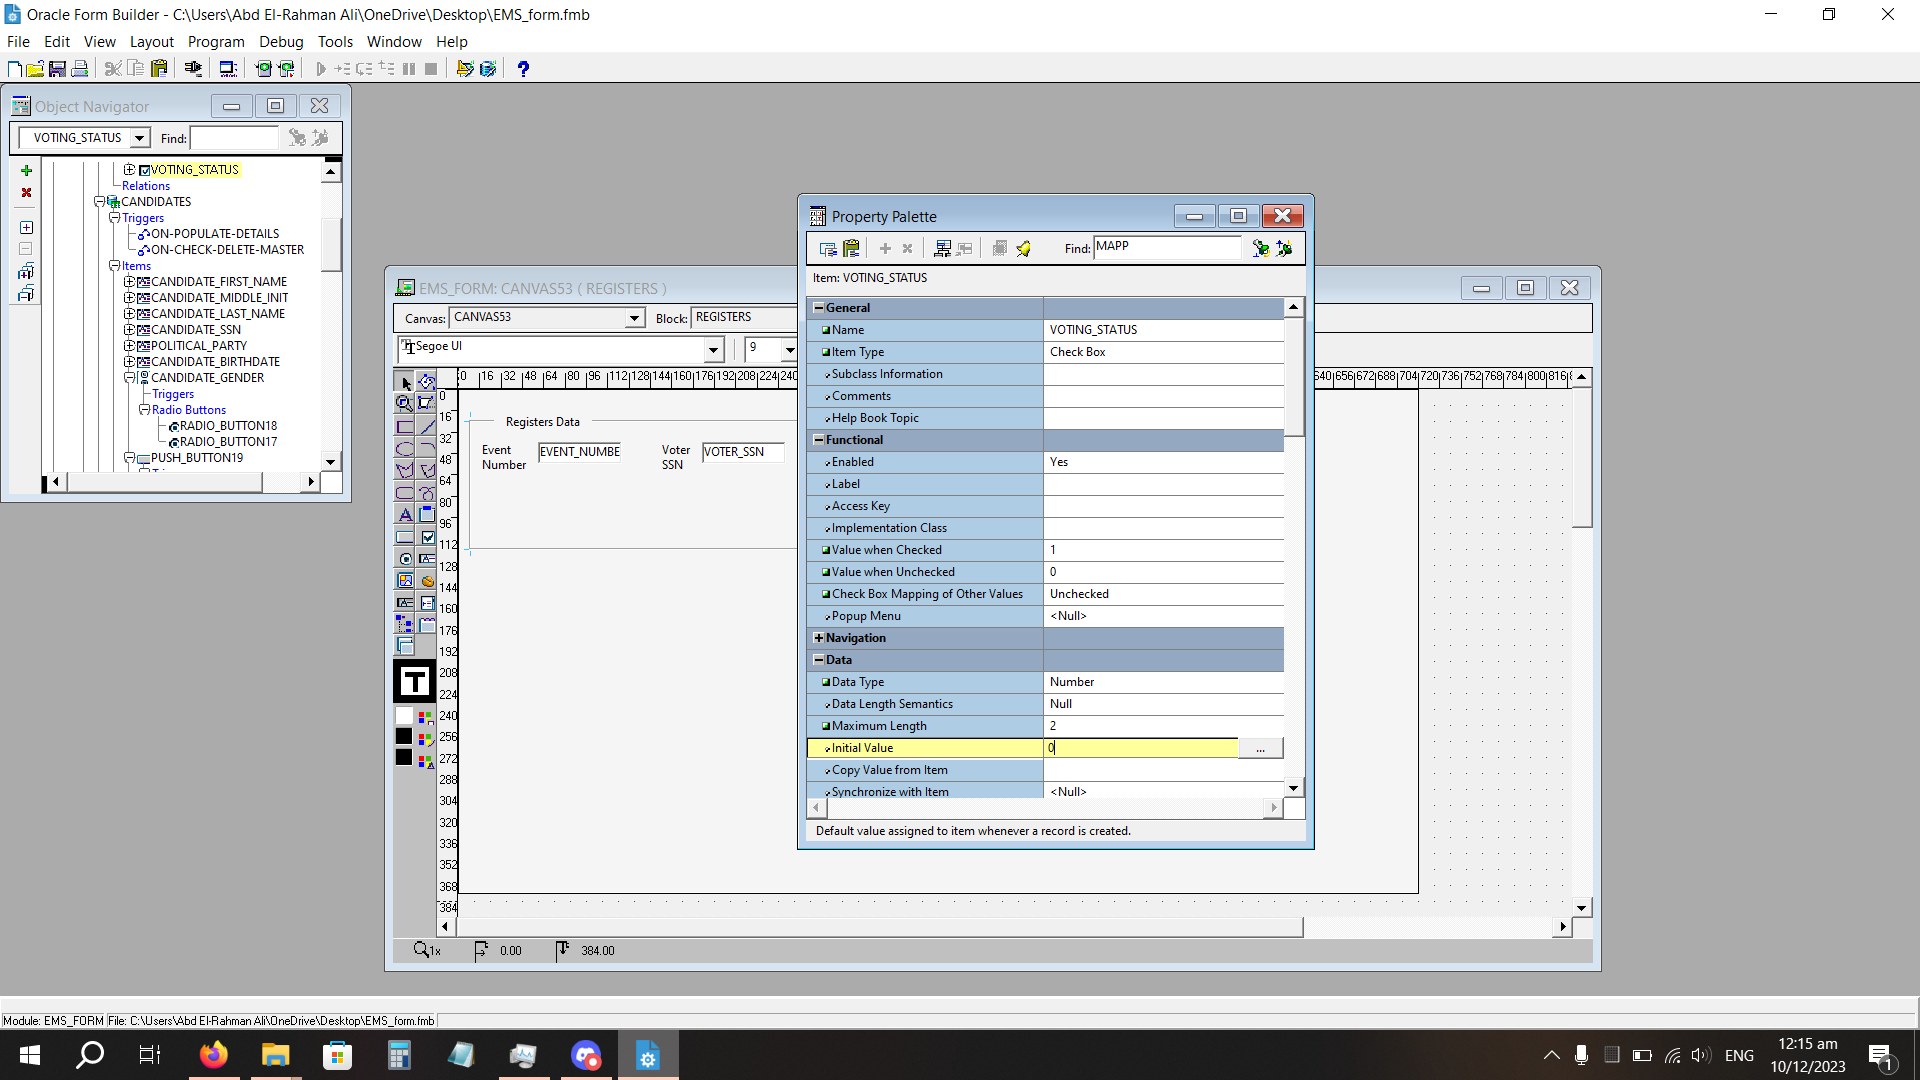 Oracle Form Builder - C:\Users\Abd El-Rahman Ali\OneDrive\Desktop\EMS_form.fmb
File Edit View Layout Program Debug Tools Window Help
Object Navigator
VOTING_STATUS Find:
VOTING_STATUS
Relations
CANDIDATES
Triggers
ON-POPULATE-DETAILS
ON-CHECK-DELETE-MASTER
Items
CANDIDATE_FIRST_NAME
CANDIDATE_MIDDLE_INIT
CANDIDATE_LAST_NAME
CANDIDATE_SSN
POLITICAL_PARTY
CANDIDATE_BIRTHDATE
CANDIDATE_GENDER
Triggers
Radio Buttons
RADIO_BUTTON18
RADIO_BUTTON17
PUSH_BUTTON19
EMS_FORM: CANVAS53 ( REGISTERS )
Canvas: CANVAS53 Block: REGISTERS
Segoe UI 9
0 16 32 48 64 80 96 112 128 144 160 176 192 208 224 240
640 656 672 688 704 720 736 752 768 784 800 816
0
16
32
48
64
80
96
112
128
144
160
176
192
208
224
240
256
272
288
304
320
336
352
368
384
Registers Data
Event Number EVENT_NUMBE
Voter SSN VOTER_SSN
1x 0.00 384.00
Property Palette
Find: MAPP
Item: VOTING_STATUS
General
Name VOTING_STATUS
Item Type Check Box
Subclass Information
Comments
Help Book Topic
Functional
Enabled Yes
Label
Access Key
Implementation Class
Value when Checked 1
Value when Unchecked 0
Check Box Mapping of Other Values Unchecked
Popup Menu <Null>
Navigation
Data
Data Type Number
Data Length Semantics Null
Maximum Length 2
Initial Value 0 ...
Copy Value from Item
Synchronize with Item <Null>
Default value assigned to item whenever a record is created.
Module: EMS_FORM File: C:\Users\Abd El-Rahman Ali\OneDrive\Desktop\EMS_form.fmb
ENG 12:15 am
10/12/2023 1